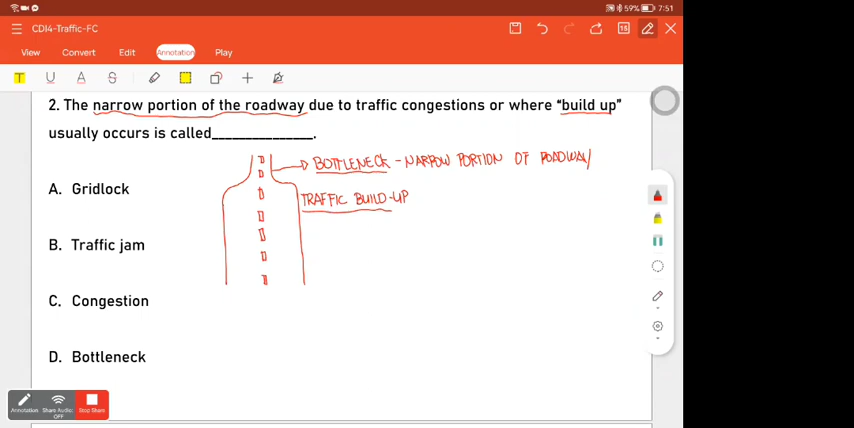 59% 7:51
CDI4-Traffic-FC
15
View Convert Edit Annotation Play
T U A S
2. The narrow portion of the roadway due to traffic congestions or where “build up”
usually occurs is called______________.
BOTTLENECK - NARROW PORTION OF ROADWAY
TRAFFIC BUILD-UP
A. Gridlock
B. Traffic jam
C. Congestion
D. Bottleneck
Annotation Share Audio: OFF Stop Share